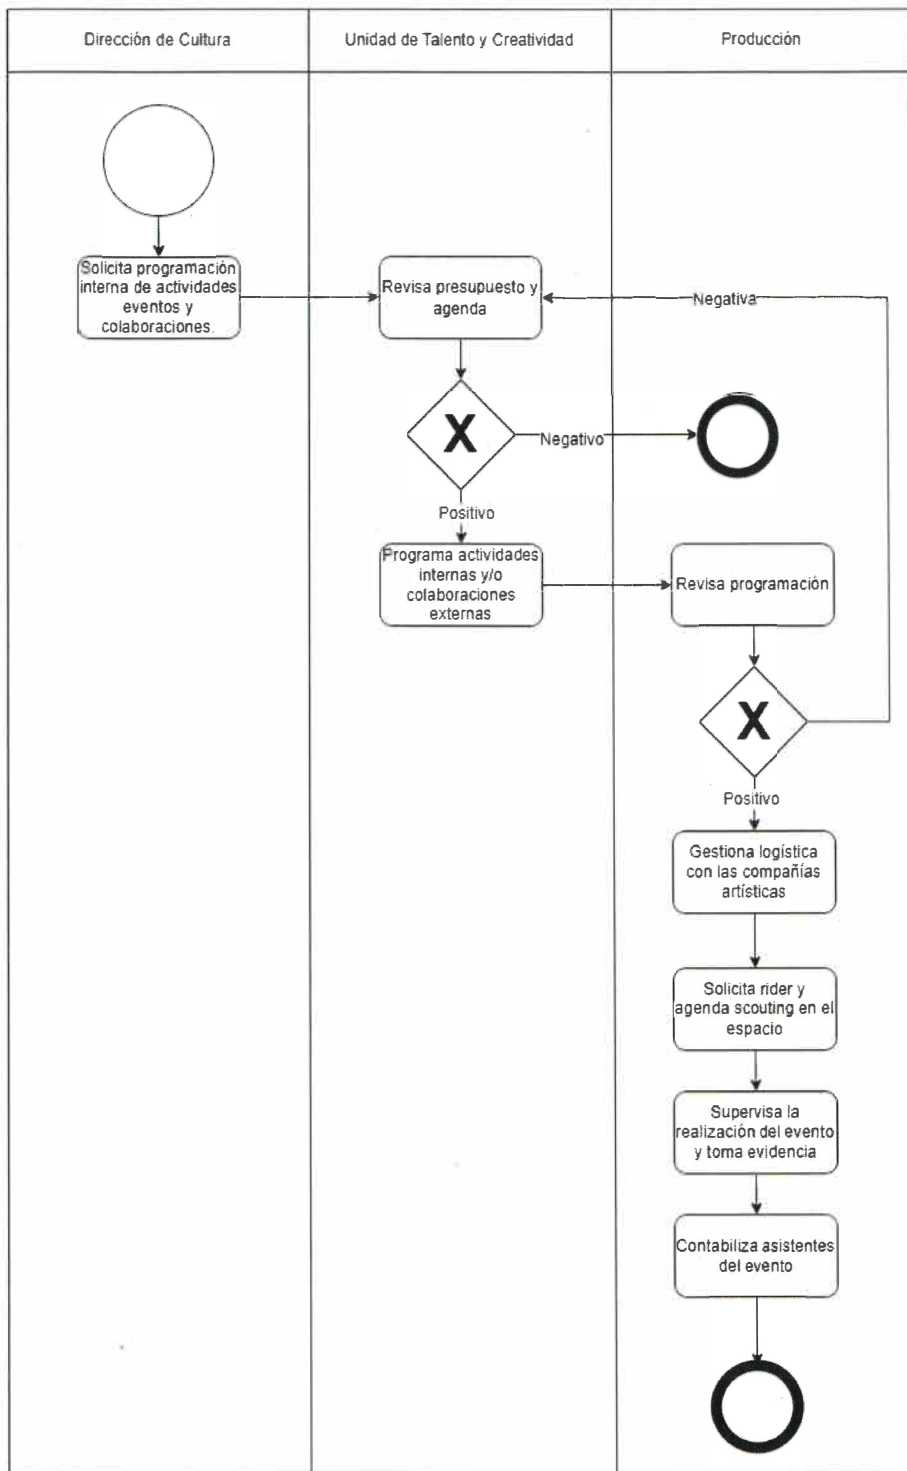 Dirección de Cultura
Unidad de Talento y Creatividad
Producción
Solicita programación
interna de actividades
eventos y
colaboraciones.
Revisa presupuesto y
agenda
Negativa
X
Negativo
Positivo
Programa actividades
internas y/o
colaboraciones
externas
Revisa programación
X
Positivo
Gestiona logística
con las compañías
artísticas
Solicita rider y
agenda scouting en el
espacio
Supervisa la
realización del evento
y toma evidencia
Contabiliza asistentes
del evento